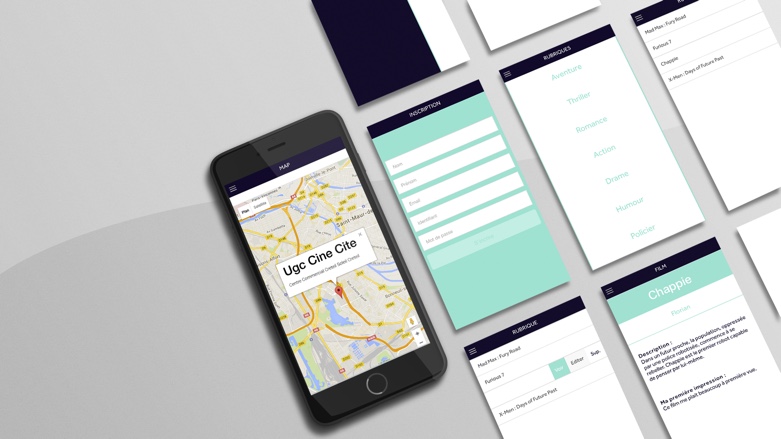 MAP
Plan
Satellite
Saint-Maur-de
Ugc Cine Cite
Centre Commercial Créteil Soleil Créteil
INSCRIPTION
Nom
Prénom
Email
Identifiant
Mot de passe
RUBRIQUES
Aventure
Thriller
Romance
Action
Drame
Humour
Policier
Mad Max : Fury Road
Furious 7
Chappie
X-Men : Days of Future Past
RUBRIQUE
Mad Max : Fury Road
Furious 7
Voir
Editer
Sup.
X-Men : Days of Future Past
FILM
Chappie
Florian
Description :
Dans un futur proche, la population, oppressée
par une police robotisée, commence à se
rebeller. Chappie est le premier robot capable
de penser par lui-même.
Ma première impression :
Ce film me plait beaucoup à première vue.